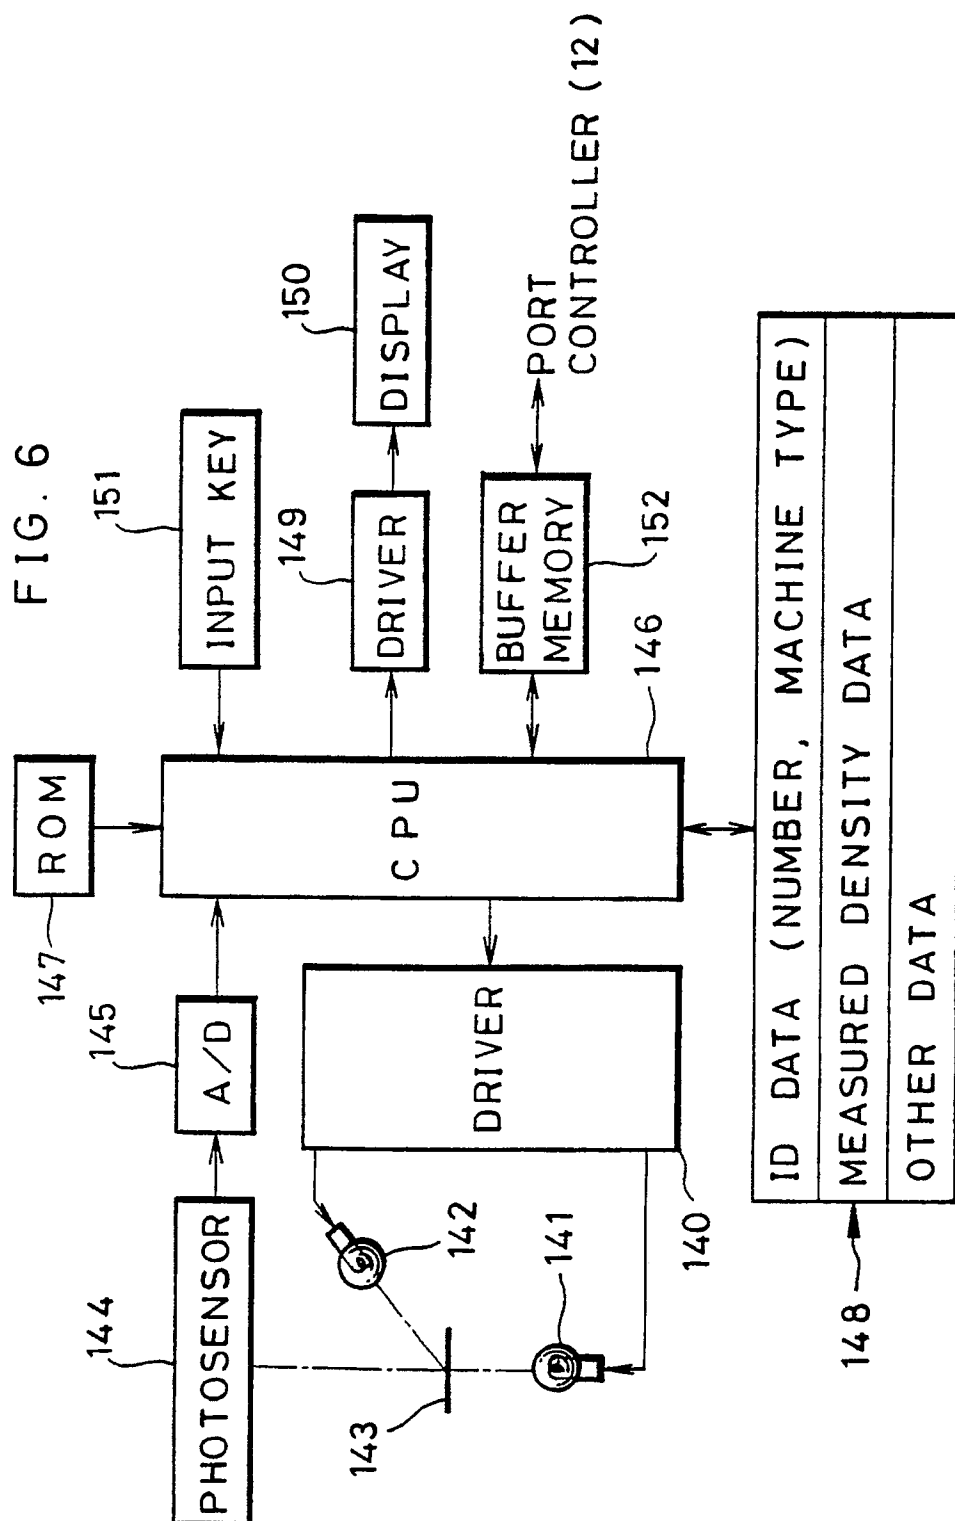 FIG. 6
147
ROM
151
INPUT KEY
144
PHOTOSENSOR
145
A/D
CPU
149
DRIVER
150
DISPLAY
142
DRIVER
BUFFER
MEMORY
PORT
CONTROLLER (12)
143
141
140
146
152
148
ID DATA (NUMBER, MACHINE TYPE)
MEASURED DENSITY DATA
OTHER DATA